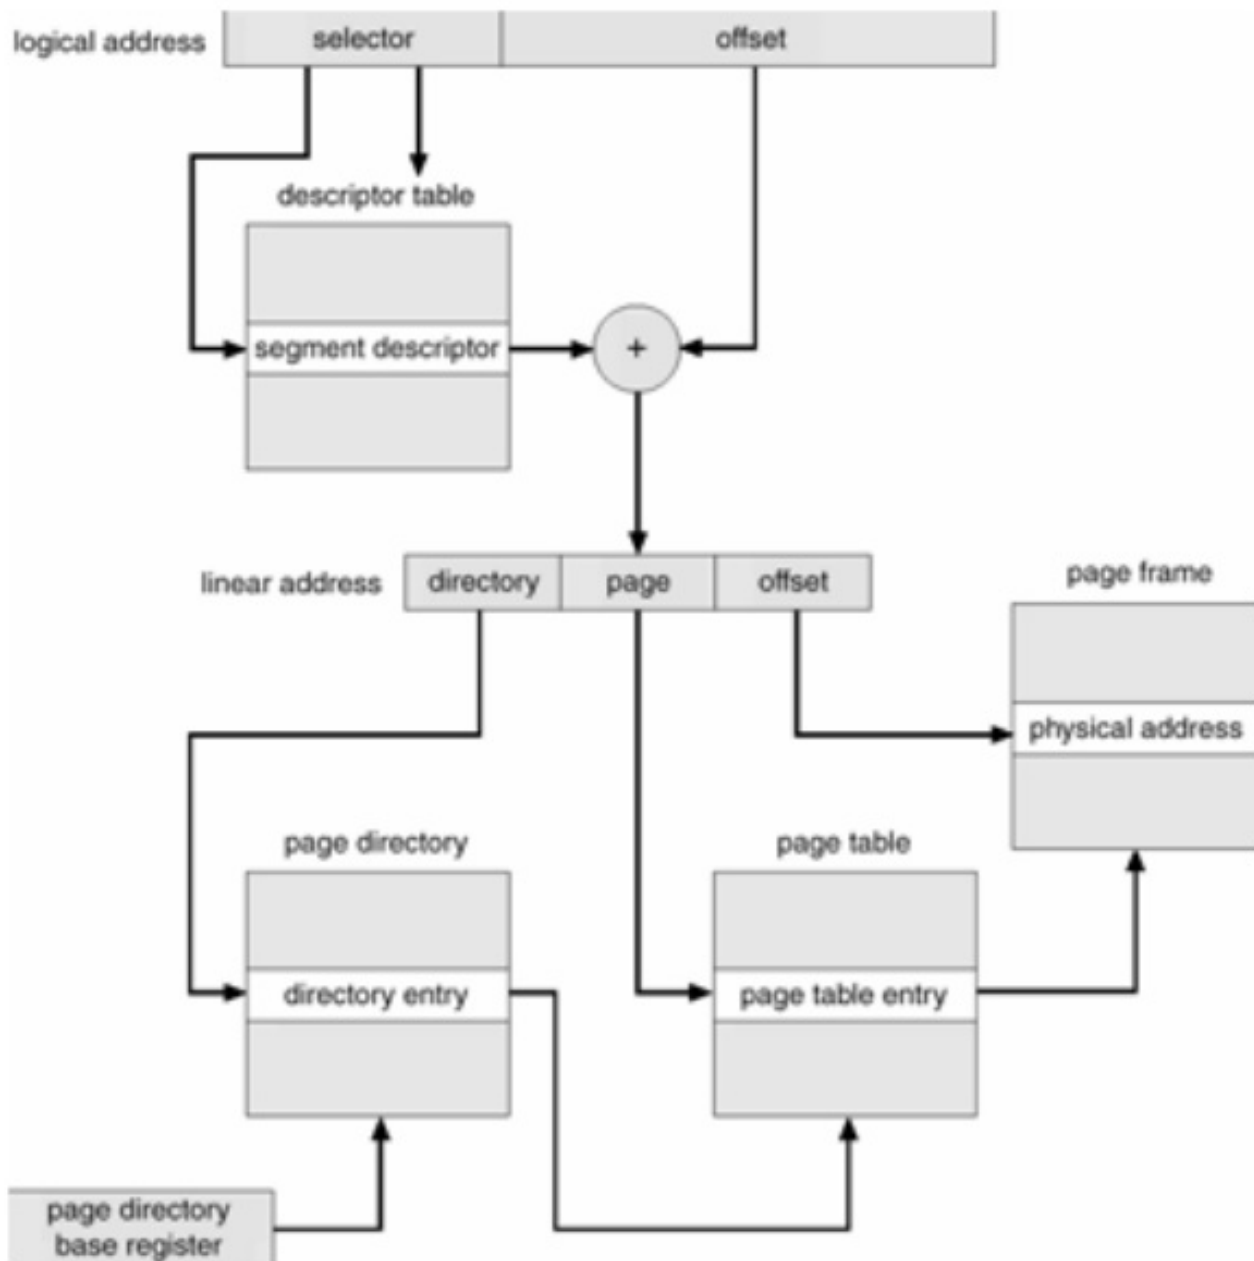 logical address
selector
offset
descriptor table
segment descriptor
+
linear address
directory
page
offset
page frame
physical address
page directory
page table
directory entry
page table entry
page directory
base register